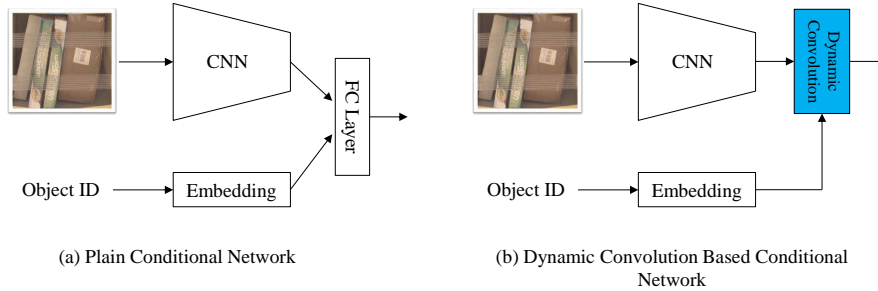 CNN
FC Layer
Object ID
Embedding
(a) Plain Conditional Network
CNN
Dynamic
Convolution
Object ID
Embedding
(b) Dynamic Convolution Based Conditional
Network